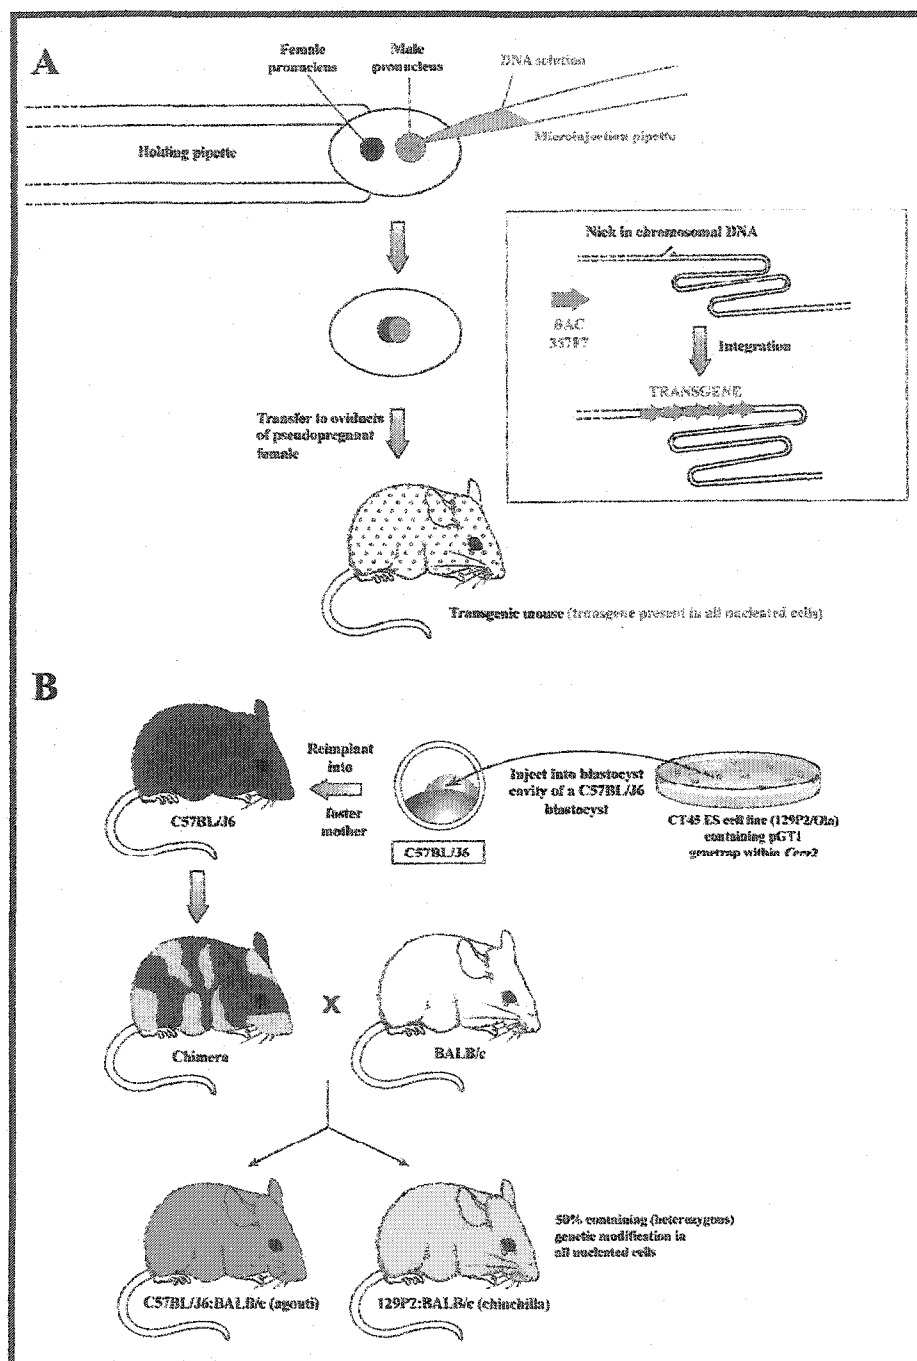 A
Female
pronucleus
Male
pronucleus
DNA solution
Holding pipette
Microinjection pipette
Nick in chromosomal DNA
BAC
357F7
Integration
TRANSGENE
Transfer to oviducts
of pseudopregnant
female
Transgenic mouse (transgene present in all nucleated cells)
B
Reimplant
into
foster
mother
Inject into blastocyst
cavity of a C57BL/J6
blastocyst
C57BL/J6
C57BL/J6
CT45 ES cell line (129P2/Ola)
containing pGT1
genetrap within Cecr2
Chimera
X
BALB/c
50% containing (heterozygous)
genetic modification in
all nucleated cells
C57BL/J6:BALB/c (agouti)
129P2:BALB/c (chinchilla)